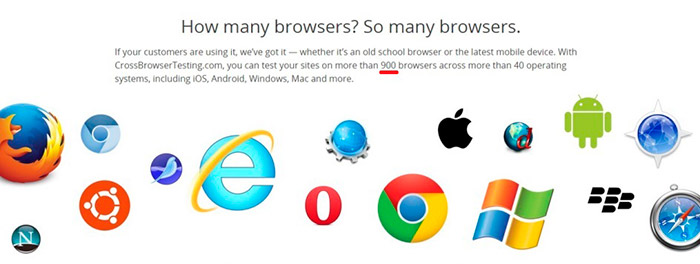 How many browsers? So many browsers.
If your customers are using it, we've got it — whether it's an old school browser or the latest mobile device. With
CrossBrowserTesting.com, you can test your sites on more than 900 browsers across more than 40 operating
systems, including iOS, Android, Windows, Mac and more.
N